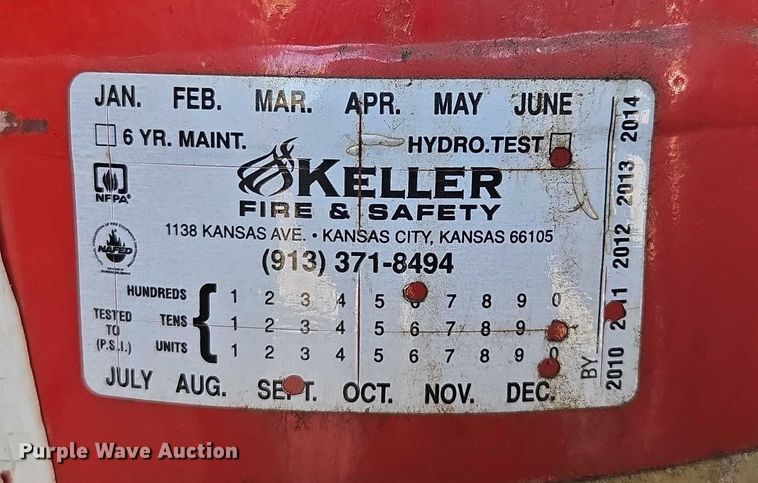 JAN. FEB. MAR. APR. MAY JUNE
6 YR. MAINT. HYDRO.TEST
NFPA®
KELLER
FIRE & SAFETY
1138 KANSAS AVE. • KANSAS CITY, KANSAS 66105
NAFED
(913) 371-8494
HUNDREDS 1 2 3 4 5 6 7 8 9 0
TESTED TO (P.S.I.)
TENS 1 2 3 4 5 6 7 8 9 0
UNITS 1 2 3 4 5 6 7 8 9 0
JULY AUG. SEPT. OCT. NOV. DEC.
BY
2010 2011 2012 2013 2014
Purple Wave Auction